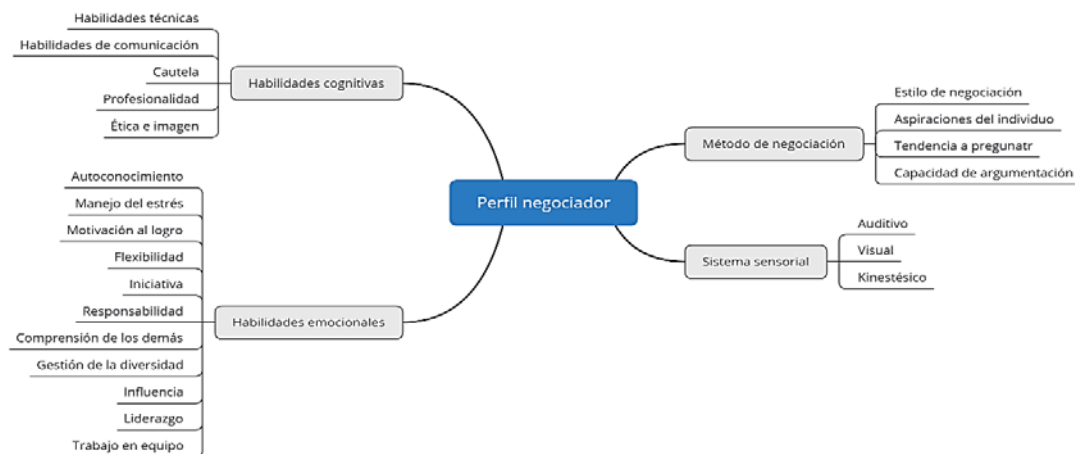 Perfil negociador
Habilidades cognitivas
Habilidades técnicas
Habilidades de comunicación
Cautela
Profesionalidad
Ética e imagen
Habilidades emocionales
Autoconocimiento
Manejo del estrés
Motivación al logro
Flexibilidad
Iniciativa
Responsabilidad
Comprensión de los demás
Gestión de la diversidad
Influencia
Liderazgo
Trabajo en equipo
Método de negociación
Estilo de negociación
Aspiraciones del individuo
Tendencia a pregunatr
Capacidad de argumentación
Sistema sensorial
Auditivo
Visual
Kinestésico